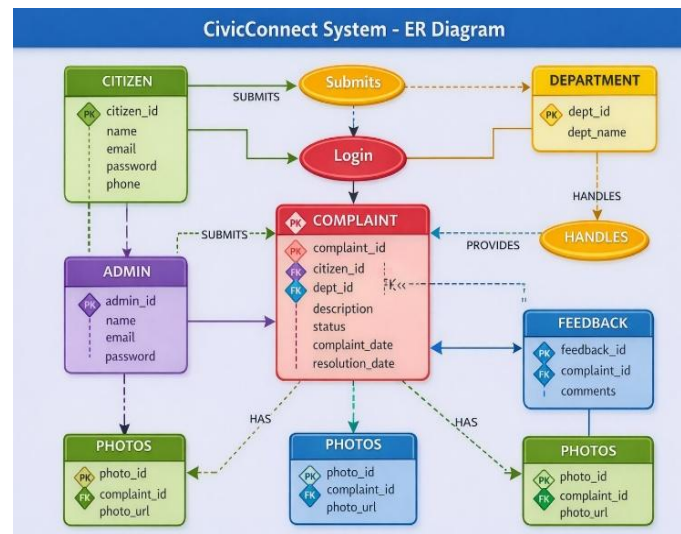 CivicConnect System - ER Diagram
CITIZEN
PK citizen_id
name
email
password
phone
SUBMITS
Submits
Login
DEPARTMENT
PK dept_id
dept_name
HANDLES
HANDLES
PROVIDES
SUBMITS
PK COMPLAINT
PK complaint_id
FK citizen_id
FK dept_id
description
status
complaint_date
resolution_date
ADMIN
PK admin_id
name
email
password
FEEDBACK
PK feedback_id
FK complaint_id
comments
HAS
HAS
PHOTOS
PK photo_id
FK complaint_id
photo_url
PHOTOS
PK photo_id
FK complaint_id
photo_url
PHOTOS
PK photo_id
FK complaint_id
photo_url